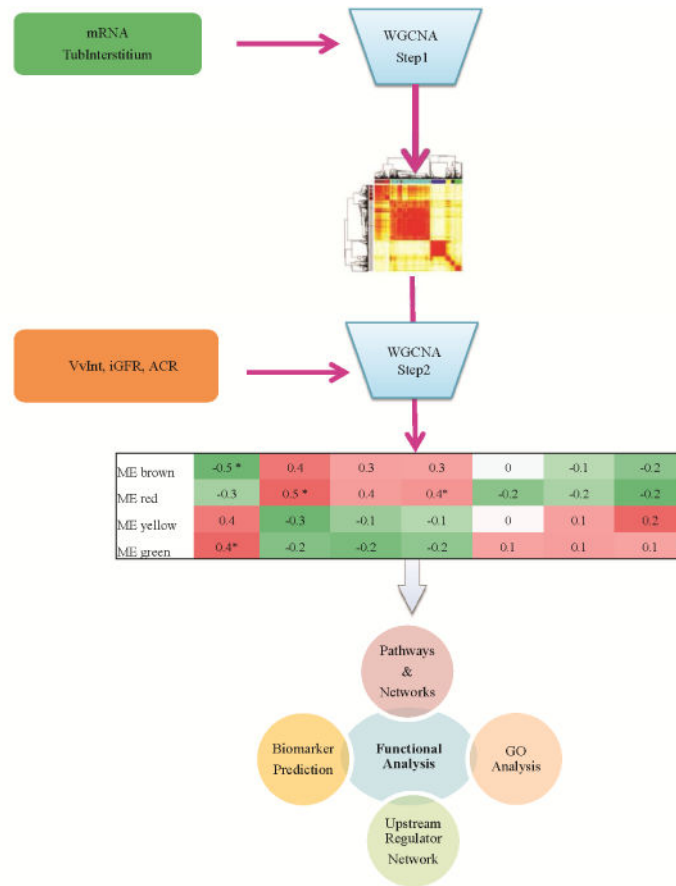 mRNA
TubInterstitium
WGCNA
Step1
VvInt, iGFR, ACR
WGCNA
Step2
ME brown -0.5 * 0.4 0.3 0.3 0 -0.1 -0.2
ME red -0.3 0.5 * 0.4 0.4* -0.2 -0.2 -0.2
ME yellow 0.4 -0.3 -0.1 -0.1 0 0.1 0.2
ME green 0.4* -0.2 -0.2 -0.2 0.1 0.1 0.1
Pathways
&
Networks
Biomarker
Prediction
Functional
Analysis
GO
Analysis
Upstream
Regulator
Network